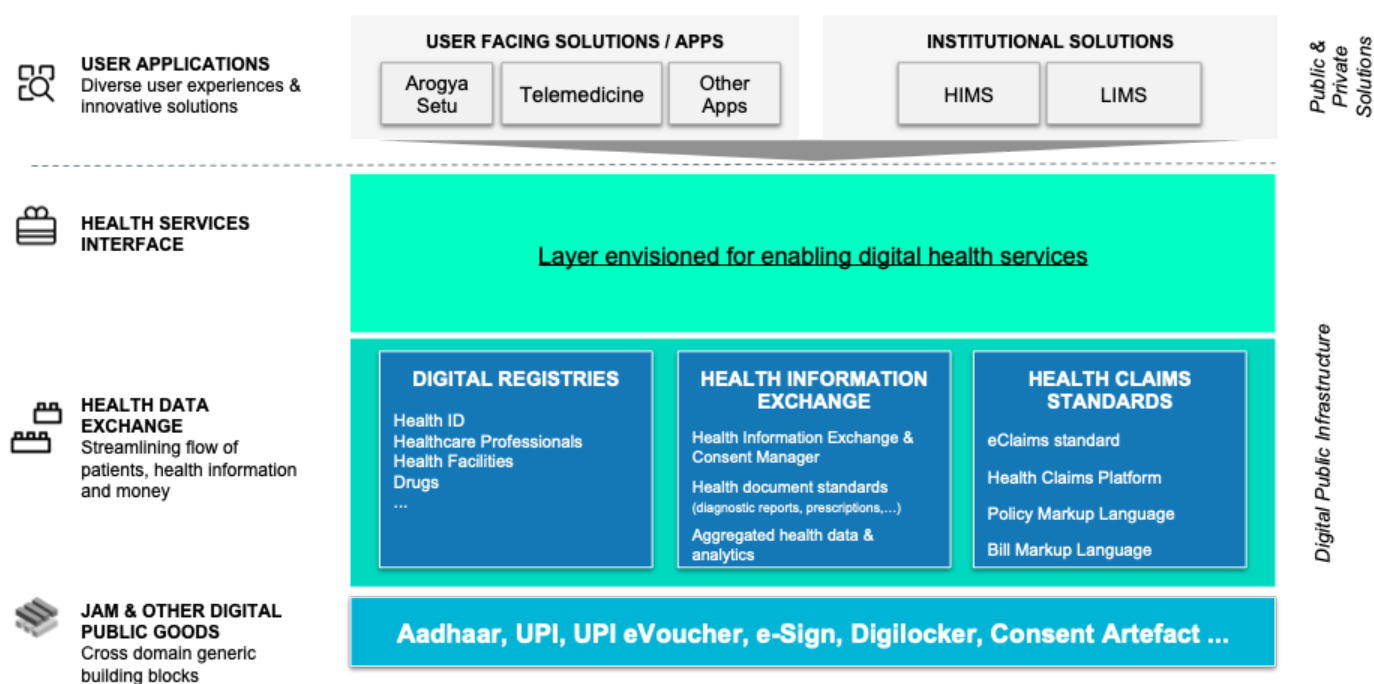 USER APPLICATIONS
Diverse user experiences &
innovative solutions
USER FACING SOLUTIONS / APPS
Arogya
Setu
Telemedicine
Other
Apps
INSTITUTIONAL SOLUTIONS
HIMS
LIMS
Public &
Private
Solutions
HEALTH SERVICES
INTERFACE
Layer envisioned for enabling digital health services
HEALTH DATA
EXCHANGE
Streamlining flow of
patients, health information
and money
DIGITAL REGISTRIES
Health ID
Healthcare Professionals
Health Facilities
Drugs
...
HEALTH INFORMATION
EXCHANGE
Health Information Exchange &
Consent Manager
Health document standards
(diagnostic reports, prescriptions,...)
Aggregated health data &
analytics
HEALTH CLAIMS
STANDARDS
eClaims standard
Health Claims Platform
Policy Markup Language
Bill Markup Language
Digital Public Infrastructure
JAM & OTHER DIGITAL
PUBLIC GOODS
Cross domain generic
building blocks
Aadhaar, UPI, UPI eVoucher, e-Sign, Digilocker, Consent Artefact ...